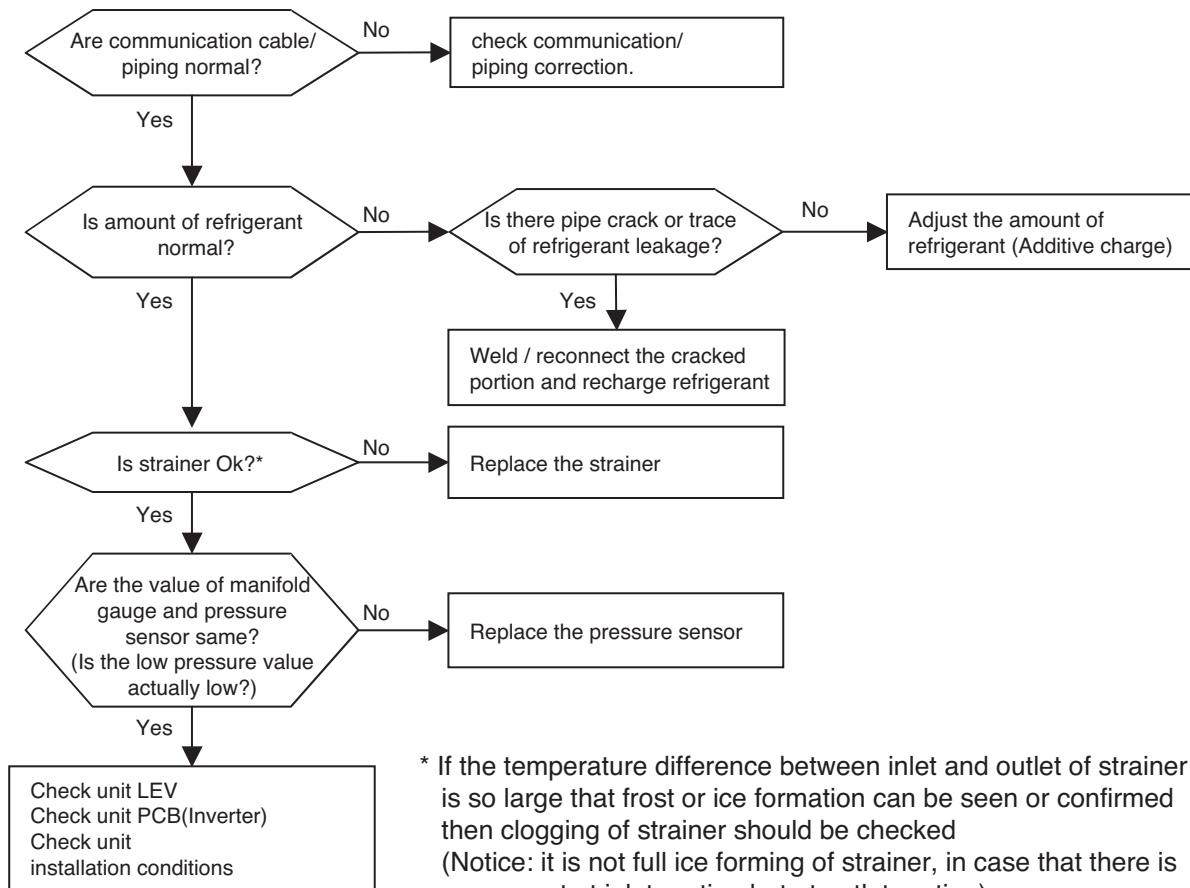 Are communication cable/
piping normal?
No
check communication/
piping correction.
Yes
Is amount of refrigerant
normal?
No
Is there pipe crack or trace
of refrigerant leakage?
No
Adjust the amount of
refrigerant (Additive charge)
Yes
Yes
Weld / reconnect the cracked
portion and recharge refrigerant
Is strainer Ok?*
No
Replace the strainer
Yes
Are the value of manifold
gauge and pressure
sensor same?
(Is the low pressure value
actually low?)
No
Replace the pressure sensor
Yes
Check unit LEV
Check unit PCB(Inverter)
Check unit
installation conditions
* If the temperature difference between inlet and outlet of strainer
is so large that frost or ice formation can be seen or confirmed
then clogging of strainer should be checked
(Notice: it is not full ice forming of strainer, in case that there is